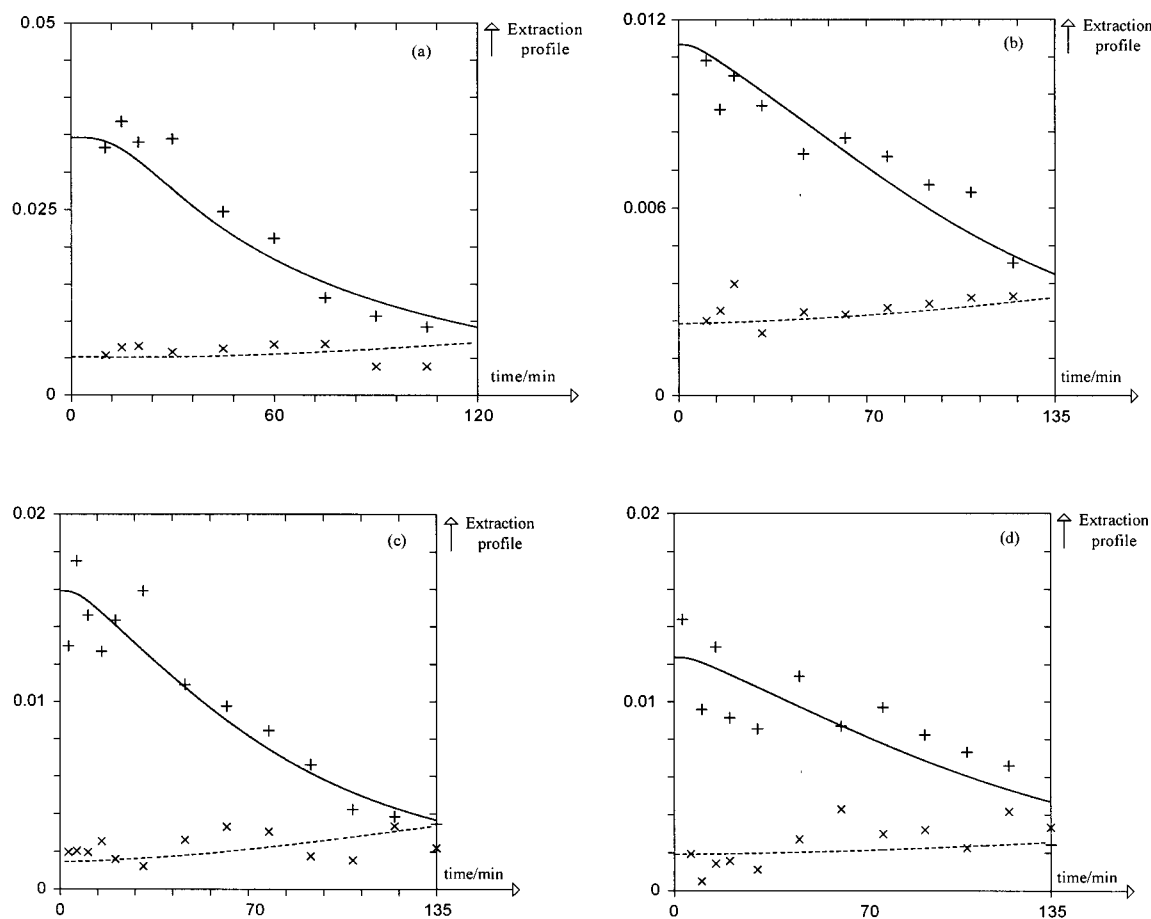 0.05
(a)
Extraction
profile
0.025
0
time/min
0
60
120
0.012
(b)
Extraction
profile
0.006
0
time/min
0
70
135
0.02
(c)
Extraction
profile
0.01
0
time/min
0
70
135
0.02
(d)
Extraction
profile
0.01
0
time/min
0
70
135